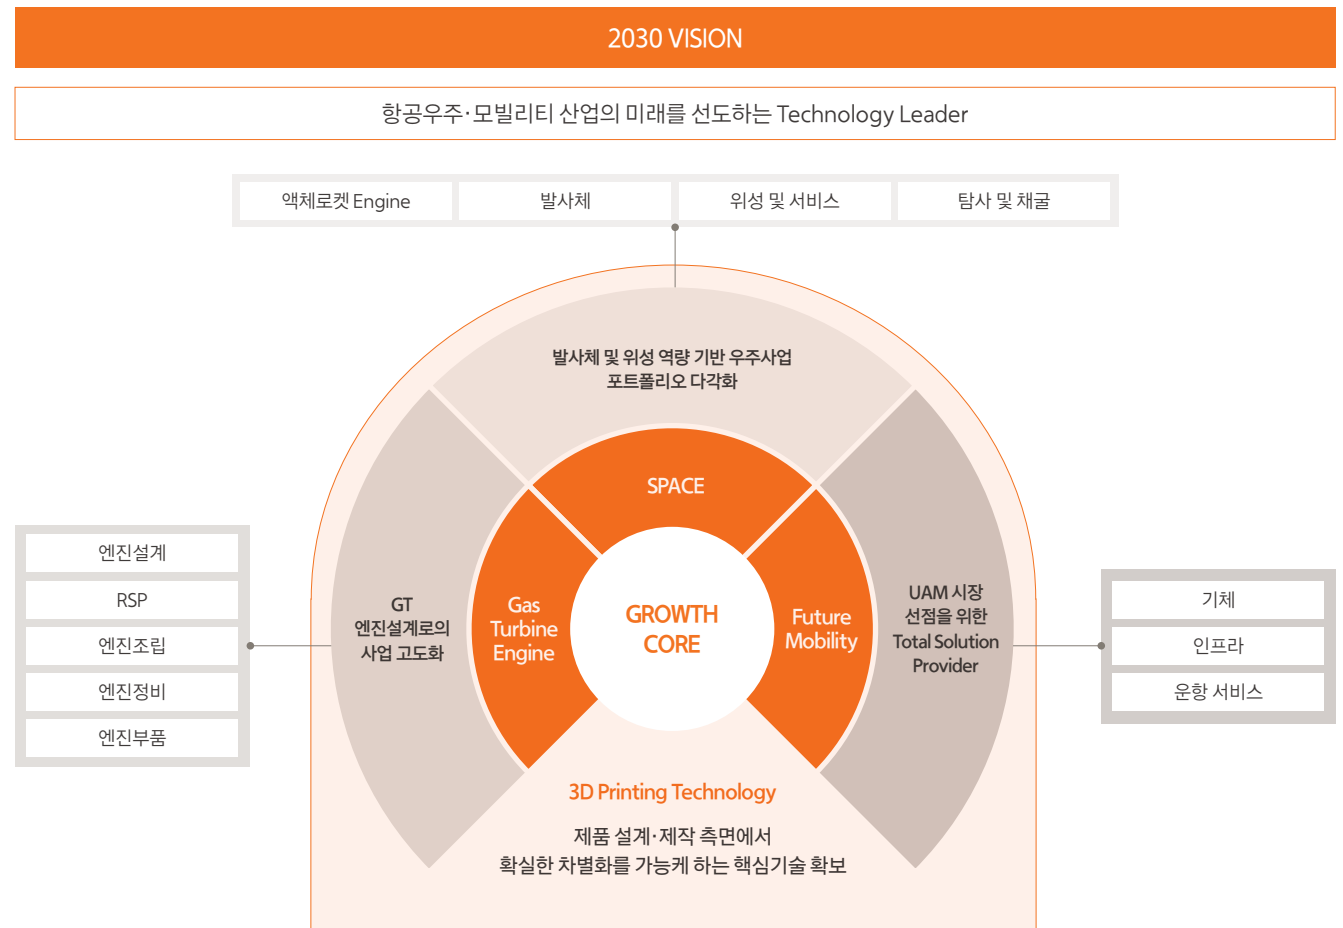 2030 VISION
항공우주·모빌리티 산업의 미래를 선도하는 Technology Leader
액체로켓 Engine
발사체
위성 및 서비스
탐사 및 채굴
발사체 및 위성 역량 기반 우주사업
포트폴리오 다각화
SPACE
엔진설계
RSP
엔진조립
엔진정비
엔진부품
GT
엔진설계로의
사업 고도화
Gas
Turbine
Engine
GROWTH
CORE
Future
Mobility
UAM 시장
선점을 위한
Total Solution
Provider
기체
인프라
운항 서비스
3D Printing Technology
제품 설계·제작 측면에서
확실한 차별화를 가능케 하는 핵심기술 확보